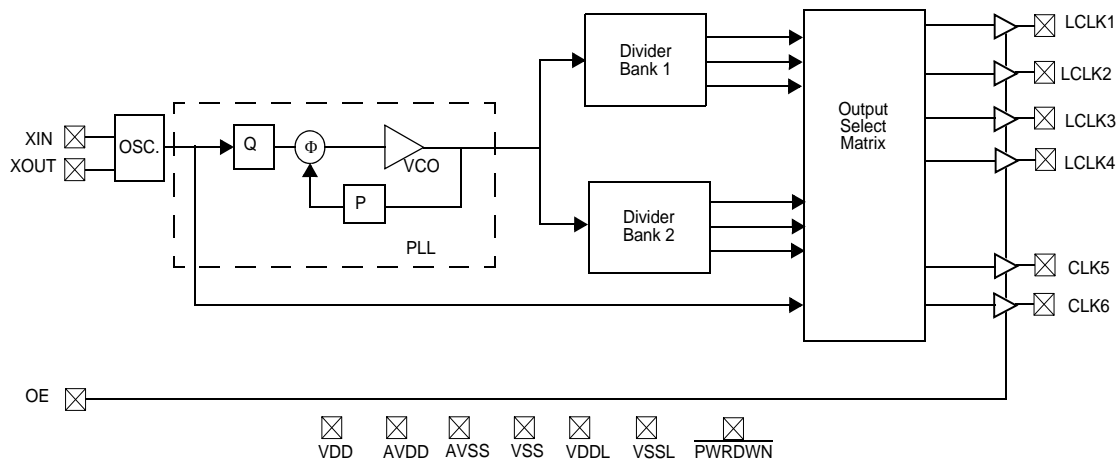 LCLK1
Divider
Bank 1
LCLK2
Output
Select
Matrix
LCLK3
XIN
OSC.
Q
Φ
VCO
XOUT
LCLK4
P
Divider
Bank 2
PLL
CLK5
CLK6
OE
VDD
AVDD
AVSS
VSS
VDDL
VSSL
PWRDWN